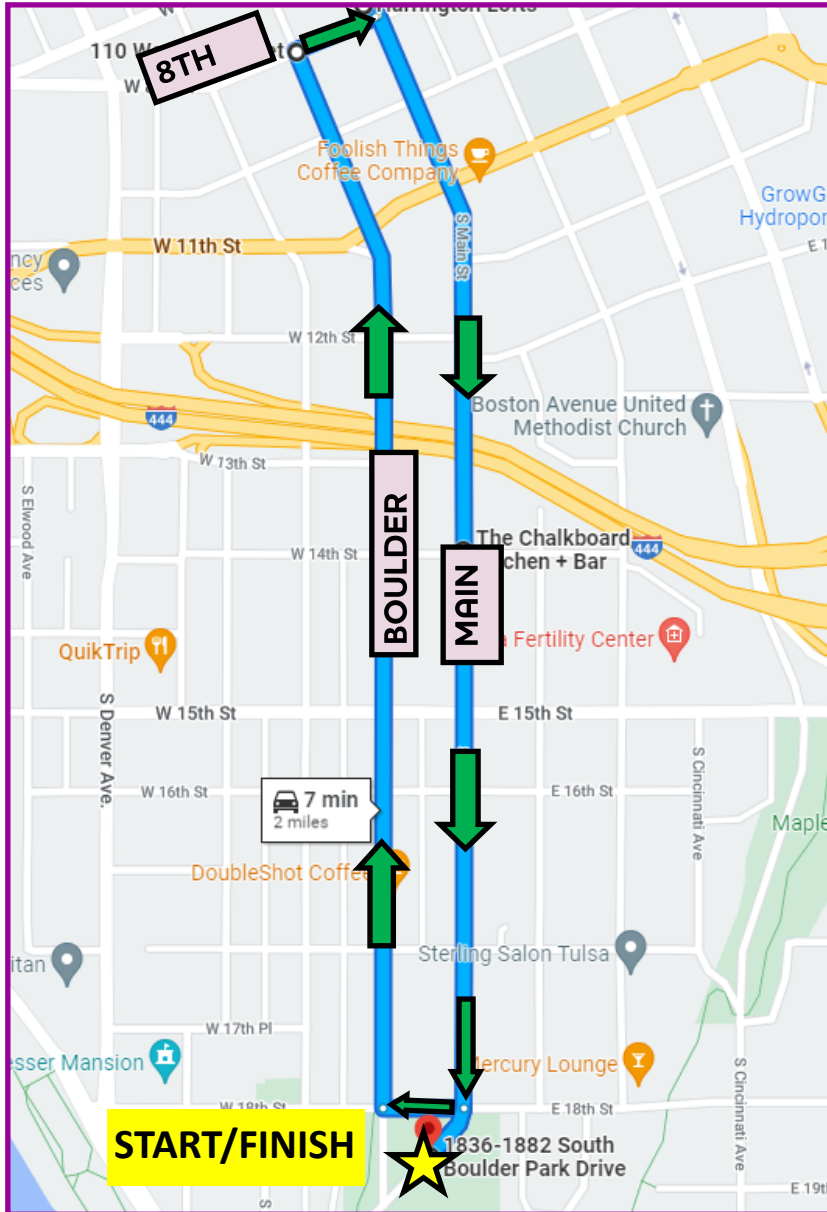 Harrington Lofts
110 W
8TH
Foolish Things
Coffee Company
GrowG
Hydropor
S Main St
W 11th St
E 1
ncy
ces
W 12th St
444
Boston Avenue United
Methodist Church
W 13th St
S Elwood Ave
BOULDER
The Chalkboard
chen + Bar
W 14th St
444
MAIN
a Fertility Center
QuikTrip
S Denver Ave.
W 15th St
E 15th St
S Cincinnati Ave
W 16th St
E 16th St
7 min
2 miles
Maple
DoubleShot Coffee
itan
Sterling Salon Tulsa
W 17th Pl
esser Mansion
Mercury Lounge
S Cincinnati Ave
W 18th St
E 18th St
START/FINISH
1836-1882 South
Boulder Park Drive
E 19th